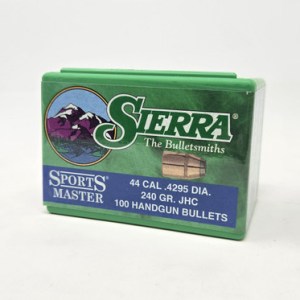 SIERRA®
The Bulletsmiths
SPORTS
MASTER
44 CAL .4295 DIA.
240 GR. JHC
100 HANDGUN BULLETS